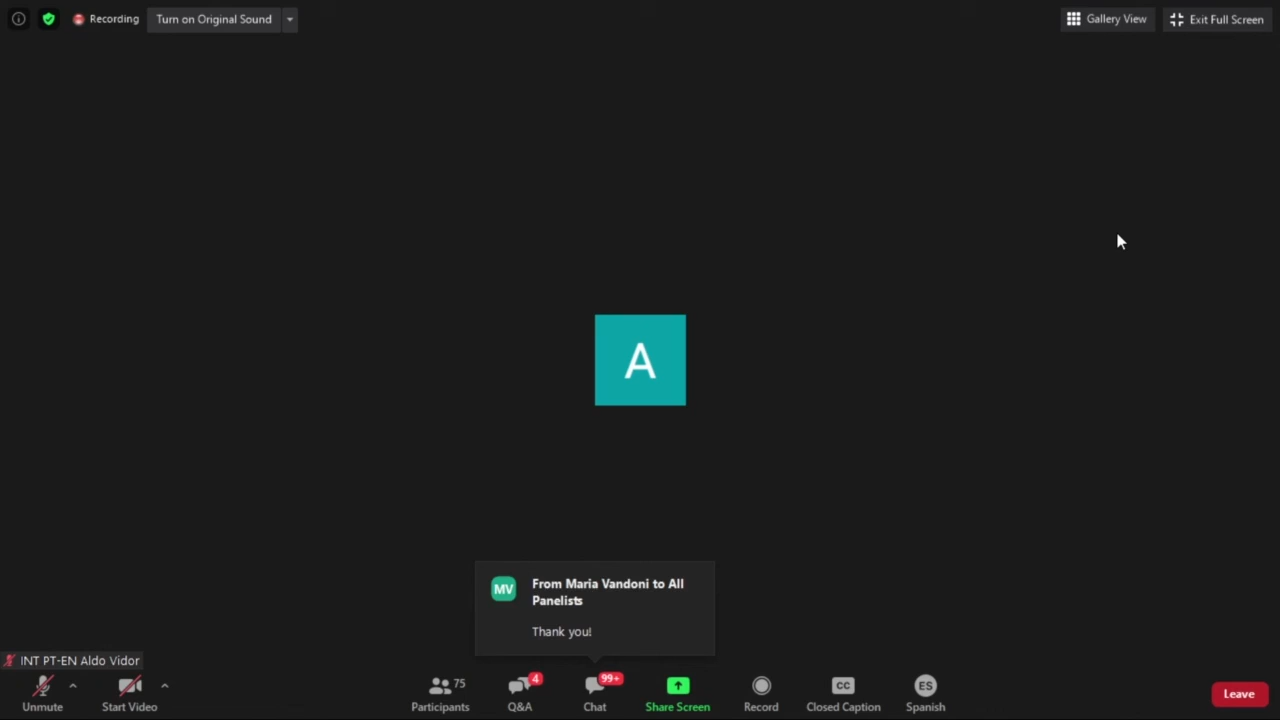 Recording
Turn on Original Sound
Gallery View
Exit Full Screen
A
MV
From Maria Vandoni to All
Panelists
Thank you!
INT PT-EN Aldo Vidor
75
4
99+
CC
ES
Unmute
Start Video
Participants
Q&A
Chat
Share Screen
Record
Closed Caption
Spanish
Leave